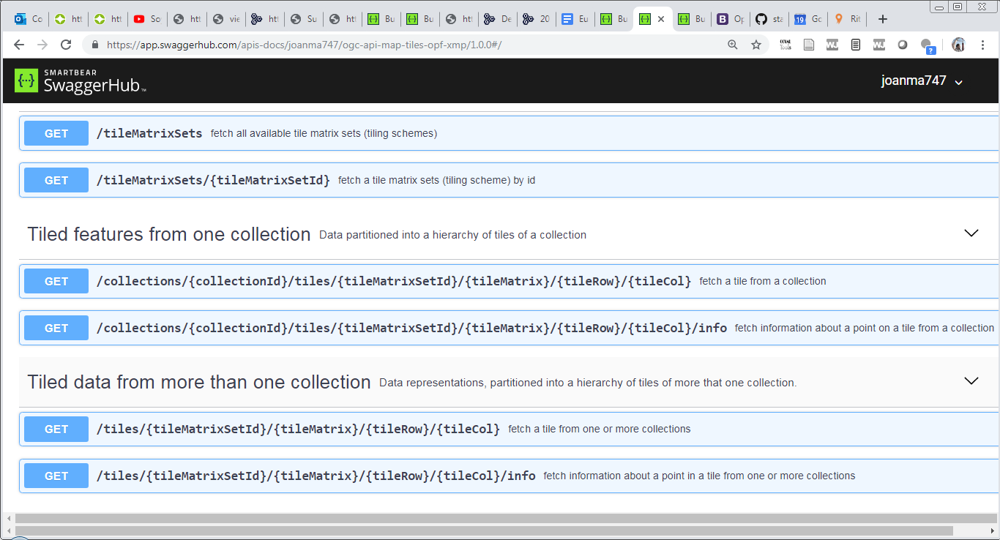 Co htt htt So htt vie htt Su htt Bu Bu htt De 20 Eu Bu Bu Op sta Gc Rit
https://app.swaggerhub.com/apis-docs/joanma747/ogc-api-map-tiles-opf-xmp/1.0.0#/
SMARTBEAR
SwaggerHub™
joanma747
GET /tileMatrixSets fetch all available tile matrix sets (tiling schemes)
GET /tileMatrixSets/{tileMatrixSetId} fetch a tile matrix sets (tiling scheme) by id
Tiled features from one collection Data partitioned into a hierarchy of tiles of a collection
GET /collections/{collectionId}/tiles/{tileMatrixSetId}/{tileMatrix}/{tileRow}/{tileCol} fetch a tile from a collection
GET /collections/{collectionId}/tiles/{tileMatrixSetId}/{tileMatrix}/{tileRow}/{tileCol}/info fetch information about a point on a tile from a collection
Tiled data from more than one collection Data representations, partitioned into a hierarchy of tiles of more that one collection.
GET /tiles/{tileMatrixSetId}/{tileMatrix}/{tileRow}/{tileCol} fetch a tile from one or more collections
GET /tiles/{tileMatrixSetId}/{tileMatrix}/{tileRow}/{tileCol}/info fetch information about a point in a tile from one or more collections